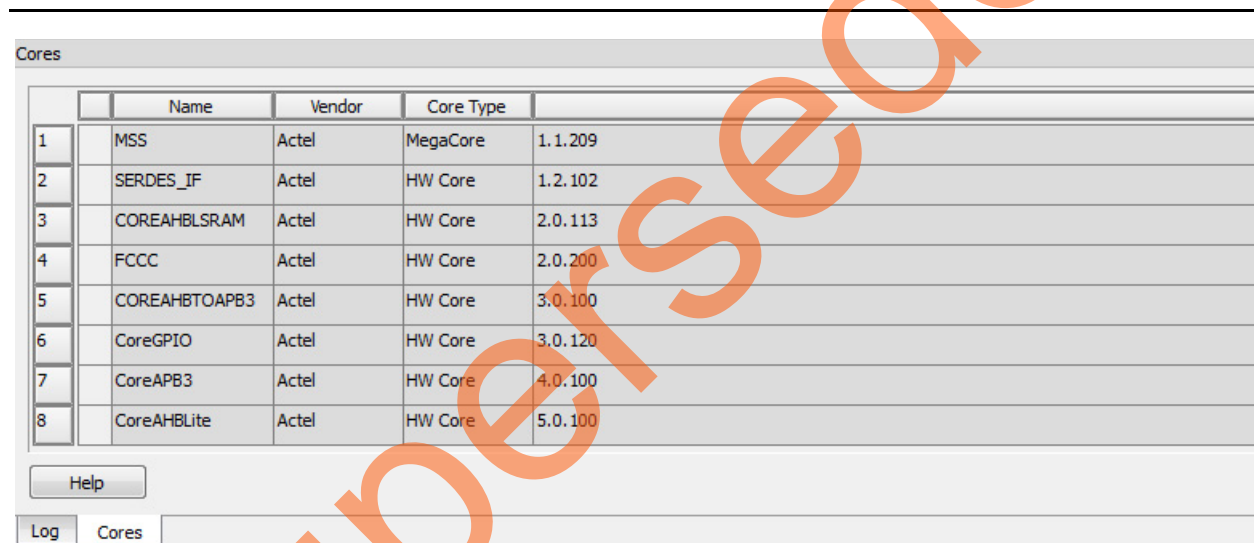 Cores
Name Vendor Core Type
1 MSS Actel MegaCore 1.1.209
2 SERDES_IF Actel HW Core 1.2.102
3 COREAHBLSRAM Actel HW Core 2.0.113
4 FCCC Actel HW Core 2.0.200
5 COREAHBTOAPB3 Actel HW Core 3.0.100
6 CoreGPIO Actel HW Core 3.0.120
7 CoreAPB3 Actel HW Core 4.0.100
8 CoreAHBLite Actel HW Core 5.0.100
Help
Log Cores